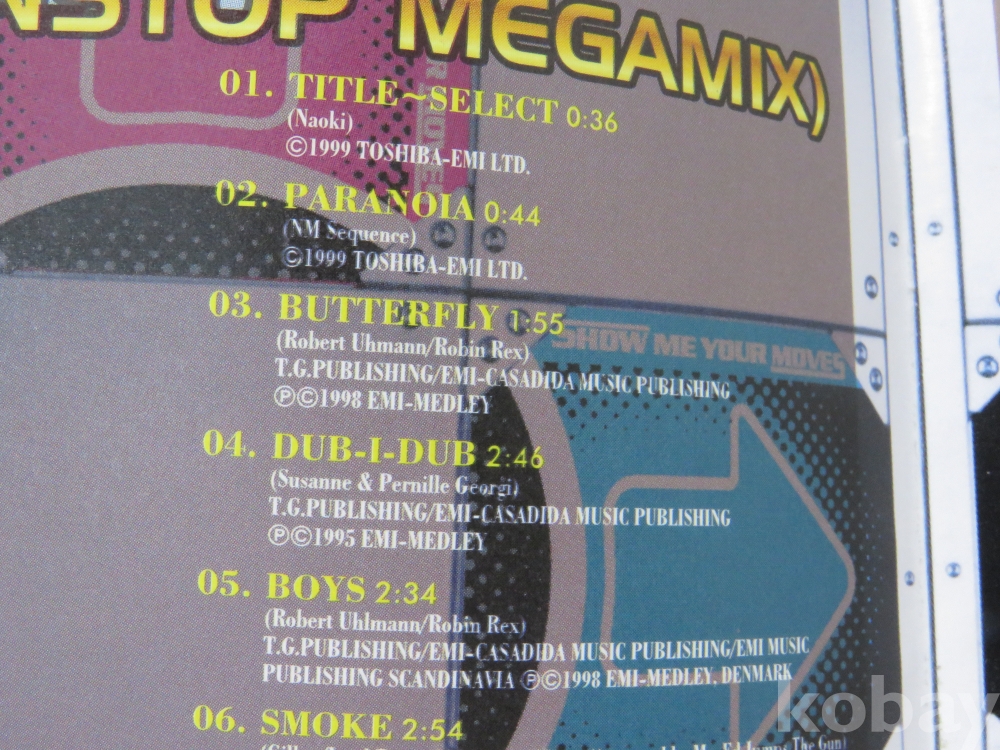 NSTOP MEGAMIX)
01. TITLE~SELECT 0:36
(Naoki)
©1999 TOSHIBA-EMI LTD.
02. PARANOIA 0:44
(NM Sequence)
©1999 TOSHIBA-EMI LTD.
03. BUTTERFLY 1:55
(Robert Uhmann/Robin Rex)
T.G.PUBLISHING/EMI-CASADIDA MUSIC PUBLISHING
Ⓟ©1998 EMI-MEDLEY
SHOW ME YOUR MOVES
04. DUB-I-DUB 2:46
(Susanne & Pernille Georgi)
T.G.PUBLISHING/EMI-CASADIDA MUSIC PUBLISHING
Ⓟ©1995 EMI-MEDLEY
05. BOYS 2:34
(Robert Uhlmann/Robin Rex)
T.G.PUBLISHING/EMI-CASADIDA MUSIC PUBLISHING/EMI MUSIC
PUBLISHING SCANDINAVIA Ⓟ©1998 EMI-MEDLEY, DENMARK
06. SMOKE 2:54
The Gun)
kobay